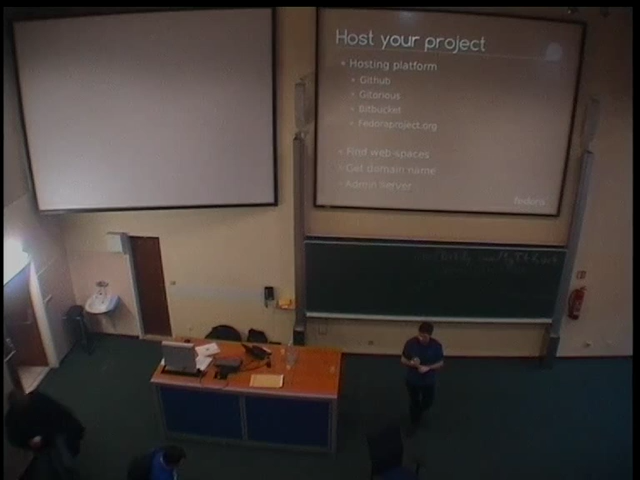 Host your project
Hosting platform
Github
Gitorious
Bitbucket
Fedoraproject.org
Find web-spaces
Get domain name
Admin Server
fedora